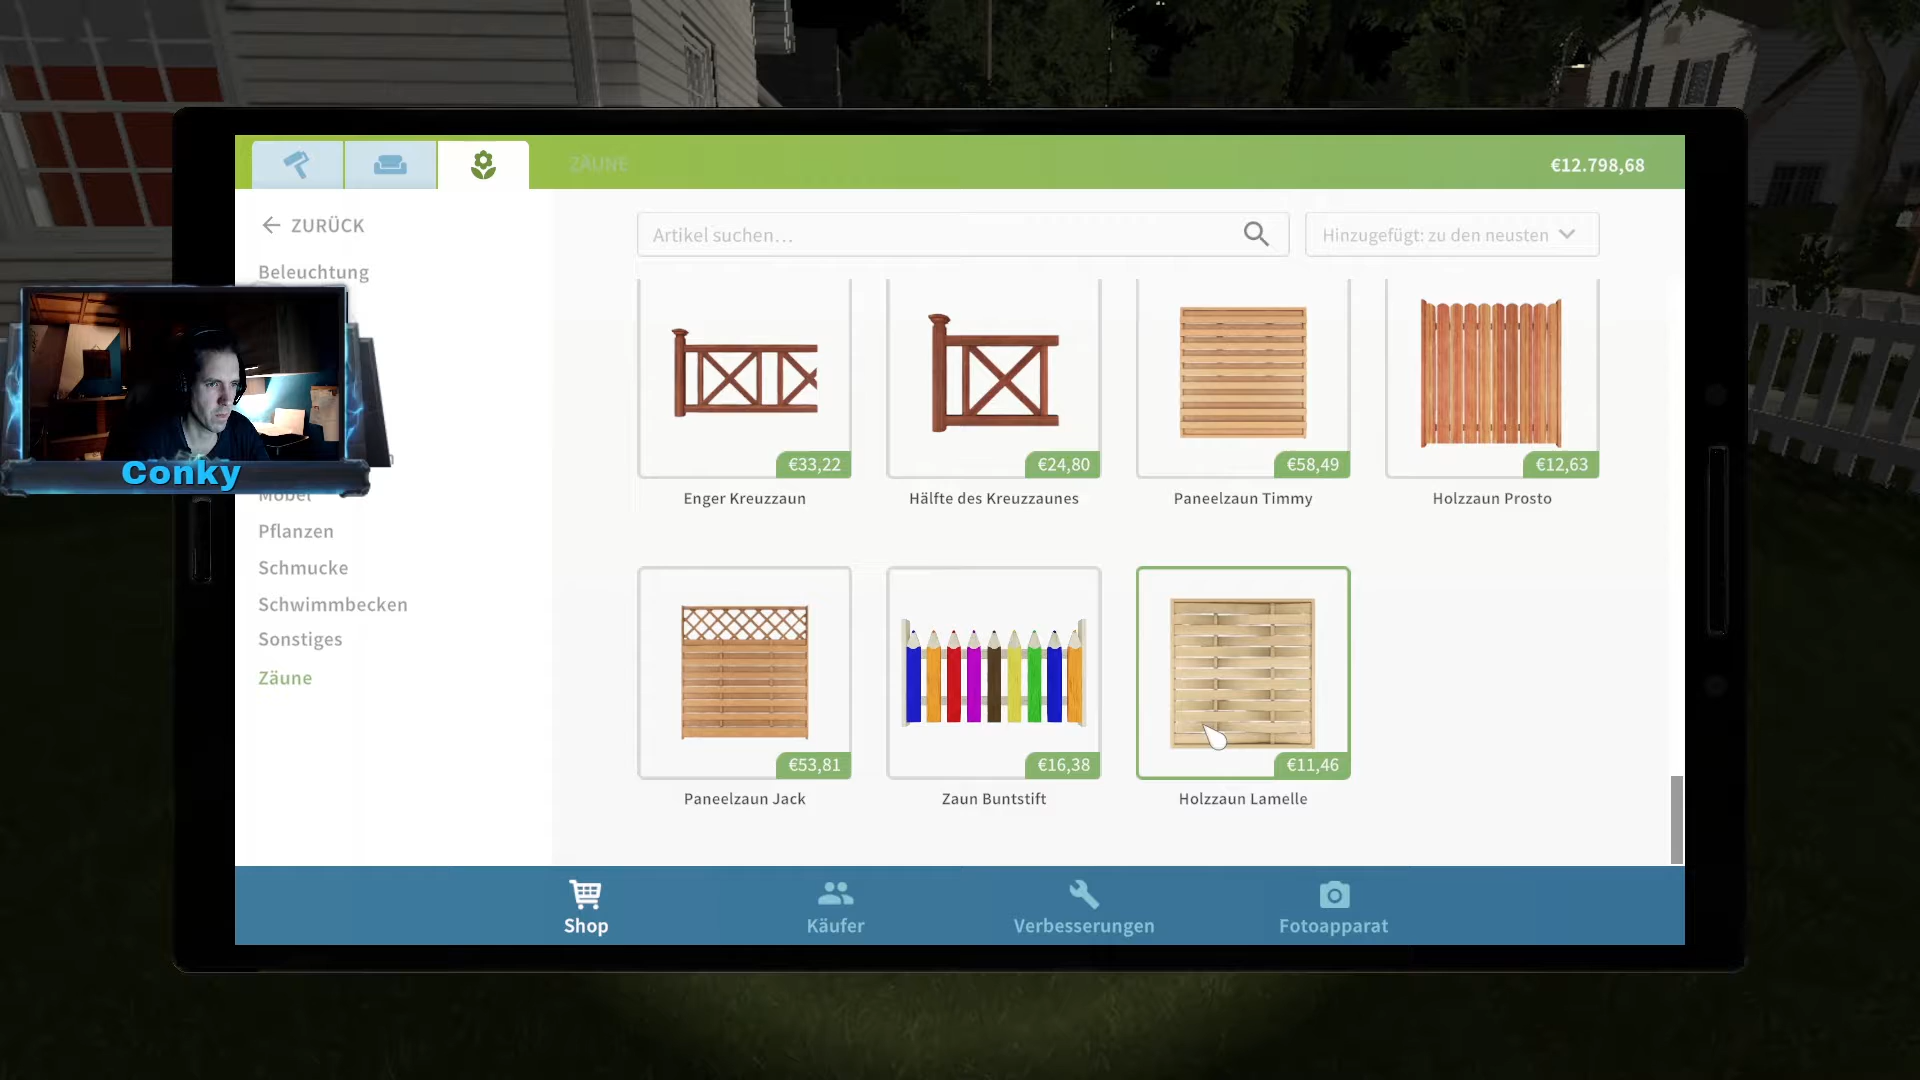 ZÄUNE
€12.798,68
ZURÜCK
Artikel suchen...
Hinzugefügt: zu den neusten
Beleuchtung
Möbel
Pflanzen
Schmucke
Schwimmbecken
Sonstiges
Zäune
Conky
€33,22
€24,80
€58,49
€12,63
Enger Kreuzzaun
Hälfte des Kreuzzaunes
Paneelzaun Timmy
Holzzaun Prosto
€53,81
€16,38
€11,46
Paneelzaun Jack
Zaun Buntstift
Holzzaun Lamelle
Shop
Käufer
Verbesserungen
Fotoapparat